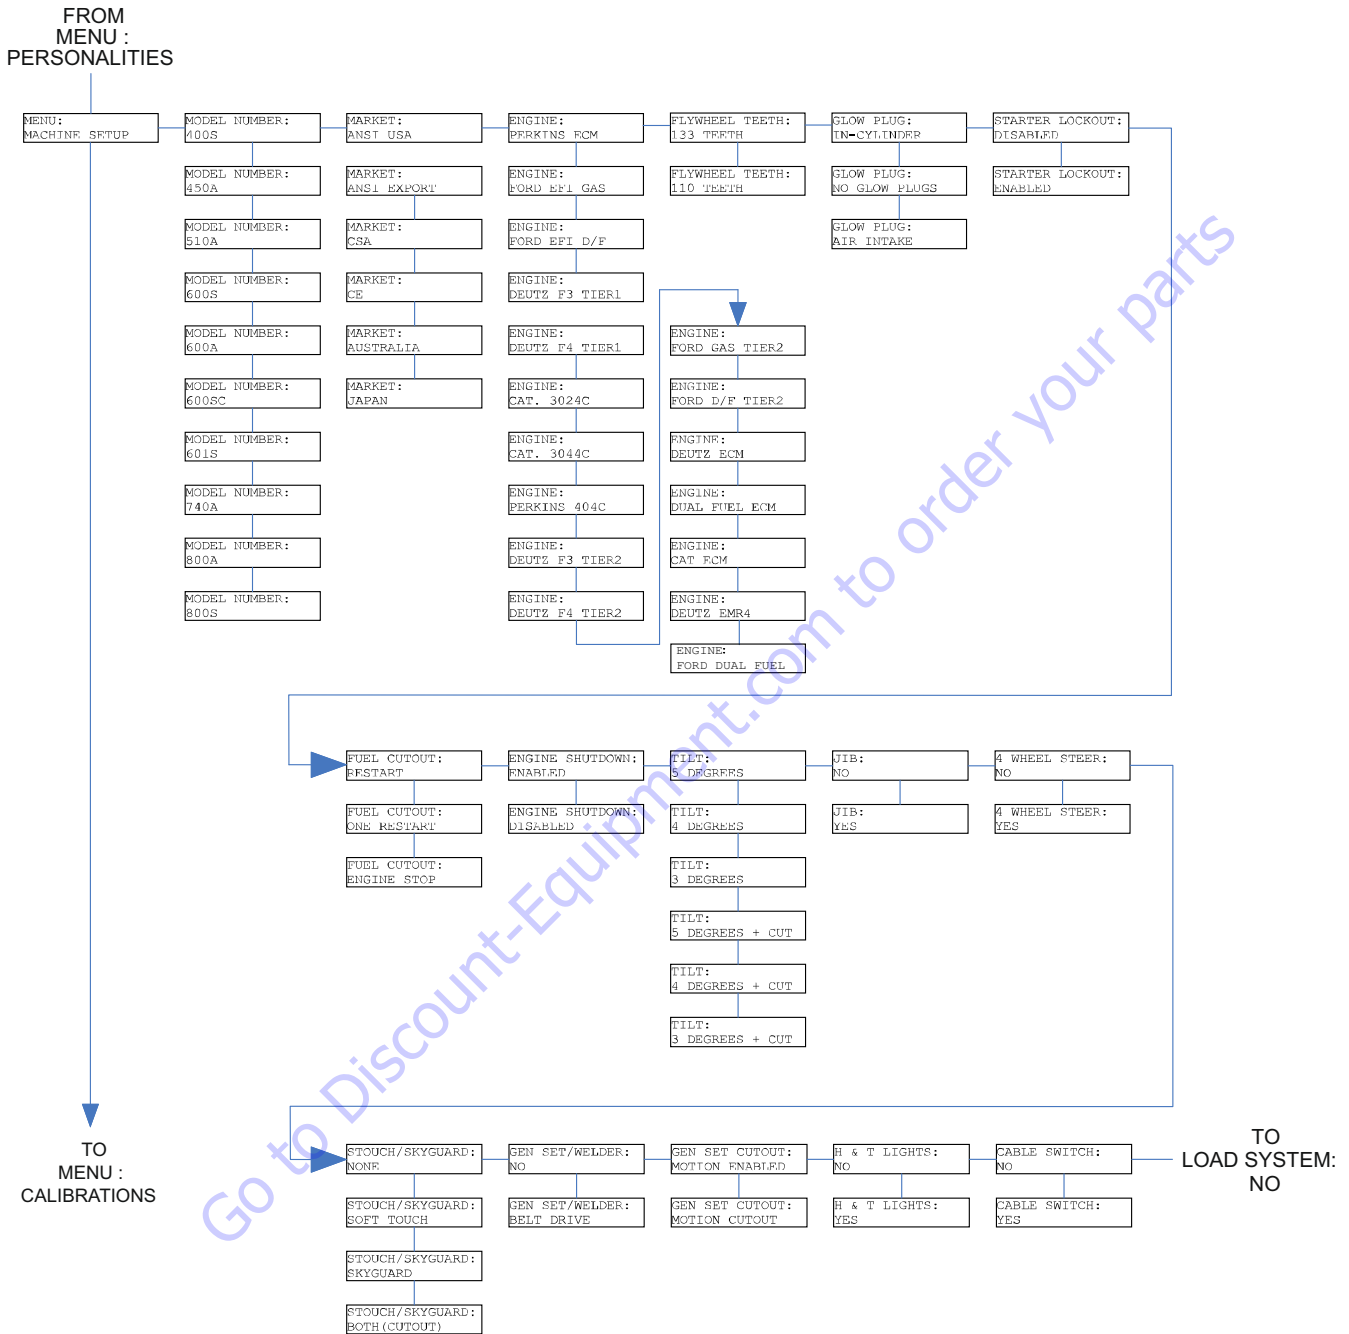 FROM
MENU :
PERSONALITIES
MENU:
MACHINE SETUP
MODEL NUMBER:
400S
MODEL NUMBER:
450A
MODEL NUMBER:
510A
MODEL NUMBER:
600S
MODEL NUMBER:
600A
MODEL NUMBER:
600SC
MODEL NUMBER:
601S
MODEL NUMBER:
740A
MODEL NUMBER:
800A
MODEL NUMBER:
800S
MARKET:
ANSI USA
MARKET:
ANSI EXPORT
MARKET:
CSA
MARKET:
CE
MARKET:
AUSTRALIA
MARKET:
JAPAN
ENGINE:
PERKINS ECM
ENGINE:
FORD EFI GAS
ENGINE:
FORD EFI D/F
ENGINE:
DEUTZ F3 TIER1
ENGINE:
DEUTZ F4 TIER1
ENGINE:
CAT. 3024C
ENGINE:
CAT. 3044C
ENGINE:
PERKINS 404C
ENGINE:
DEUTZ F3 TIER2
ENGINE:
DEUTZ F4 TIER2
ENGINE:
FORD GAS TIER2
ENGINE:
FORD D/F TIER2
ENGINE:
DEUTZ ECM
ENGINE:
DUAL FUEL ECM
ENGINE:
CAT ECM
ENGINE:
DEUTZ EMR4
ENGINE:
FORD DUAL FUEL
FLYWHEEL TEETH:
133 TEETH
FLYWHEEL TEETH:
110 TEETH
GLOW PLUG:
IN-CYLINDER
GLOW PLUG:
NO GLOW PLUGS
GLOW PLUG:
AIR INTAKE
STARTER LOCKOUT:
DISABLED
STARTER LOCKOUT:
ENABLED
FUEL CUTOUT:
RESTART
FUEL CUTOUT:
ONE RESTART
FUEL CUTOUT:
ENGINE STOP
ENGINE SHUTDOWN:
ENABLED
ENGINE SHUTDOWN:
DISABLED
TILT:
5 DEGREES
TILT:
4 DEGREES
TILT:
3 DEGREES
TILT:
5 DEGREES + CUT
TILT:
4 DEGREES + CUT
TILT:
3 DEGREES + CUT
JIB:
NO
JIB:
YES
4 WHEEL STEER:
NO
4 WHEEL STEER:
YES
STOUCH/SKYGUARD:
NONE
STOUCH/SKYGUARD:
SOFT TOUCH
STOUCH/SKYGUARD:
SKYGUARD
STOUCH/SKYGUARD:
BOTH(CUTOUT)
GEN SET/WELDER:
NO
GEN SET/WELDER:
BELT DRIVE
GEN SET CUTOUT:
MOTION ENABLED
GEN SET CUTOUT:
MOTION CUTOUT
H & T LIGHTS:
NO
H & T LIGHTS:
YES
CABLE SWITCH:
NO
CABLE SWITCH:
YES
TO
LOAD SYSTEM:
NO
TO
MENU :
CALIBRATIONS
Go to Discount-Equipment.com to order your parts